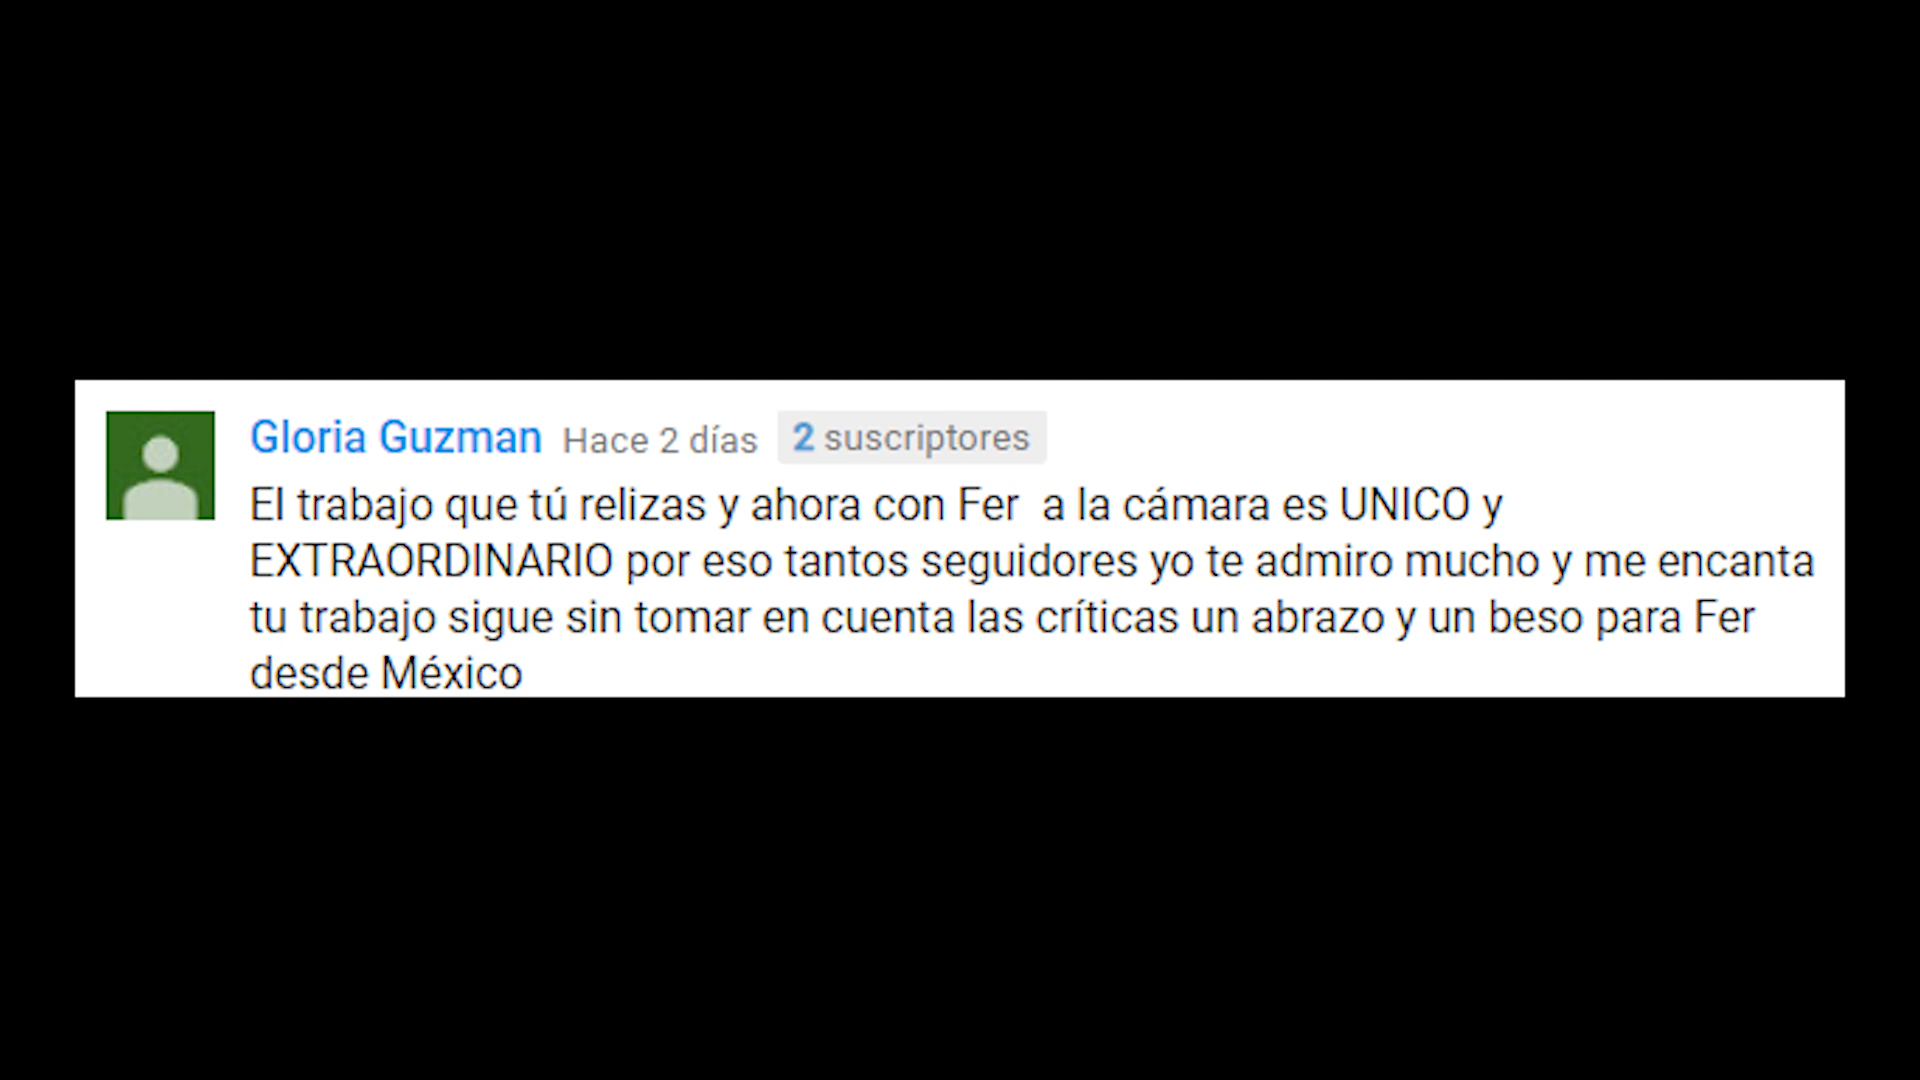 Gloria Guzman Hace 2 días 2 suscriptores
El trabajo que tú relizas y ahora con Fer  a la cámara es UNICO y
EXTRAORDINARIO por eso tantos seguidores yo te admiro mucho y me encanta
tu trabajo sigue sin tomar en cuenta las críticas un abrazo y un beso para Fer
desde México